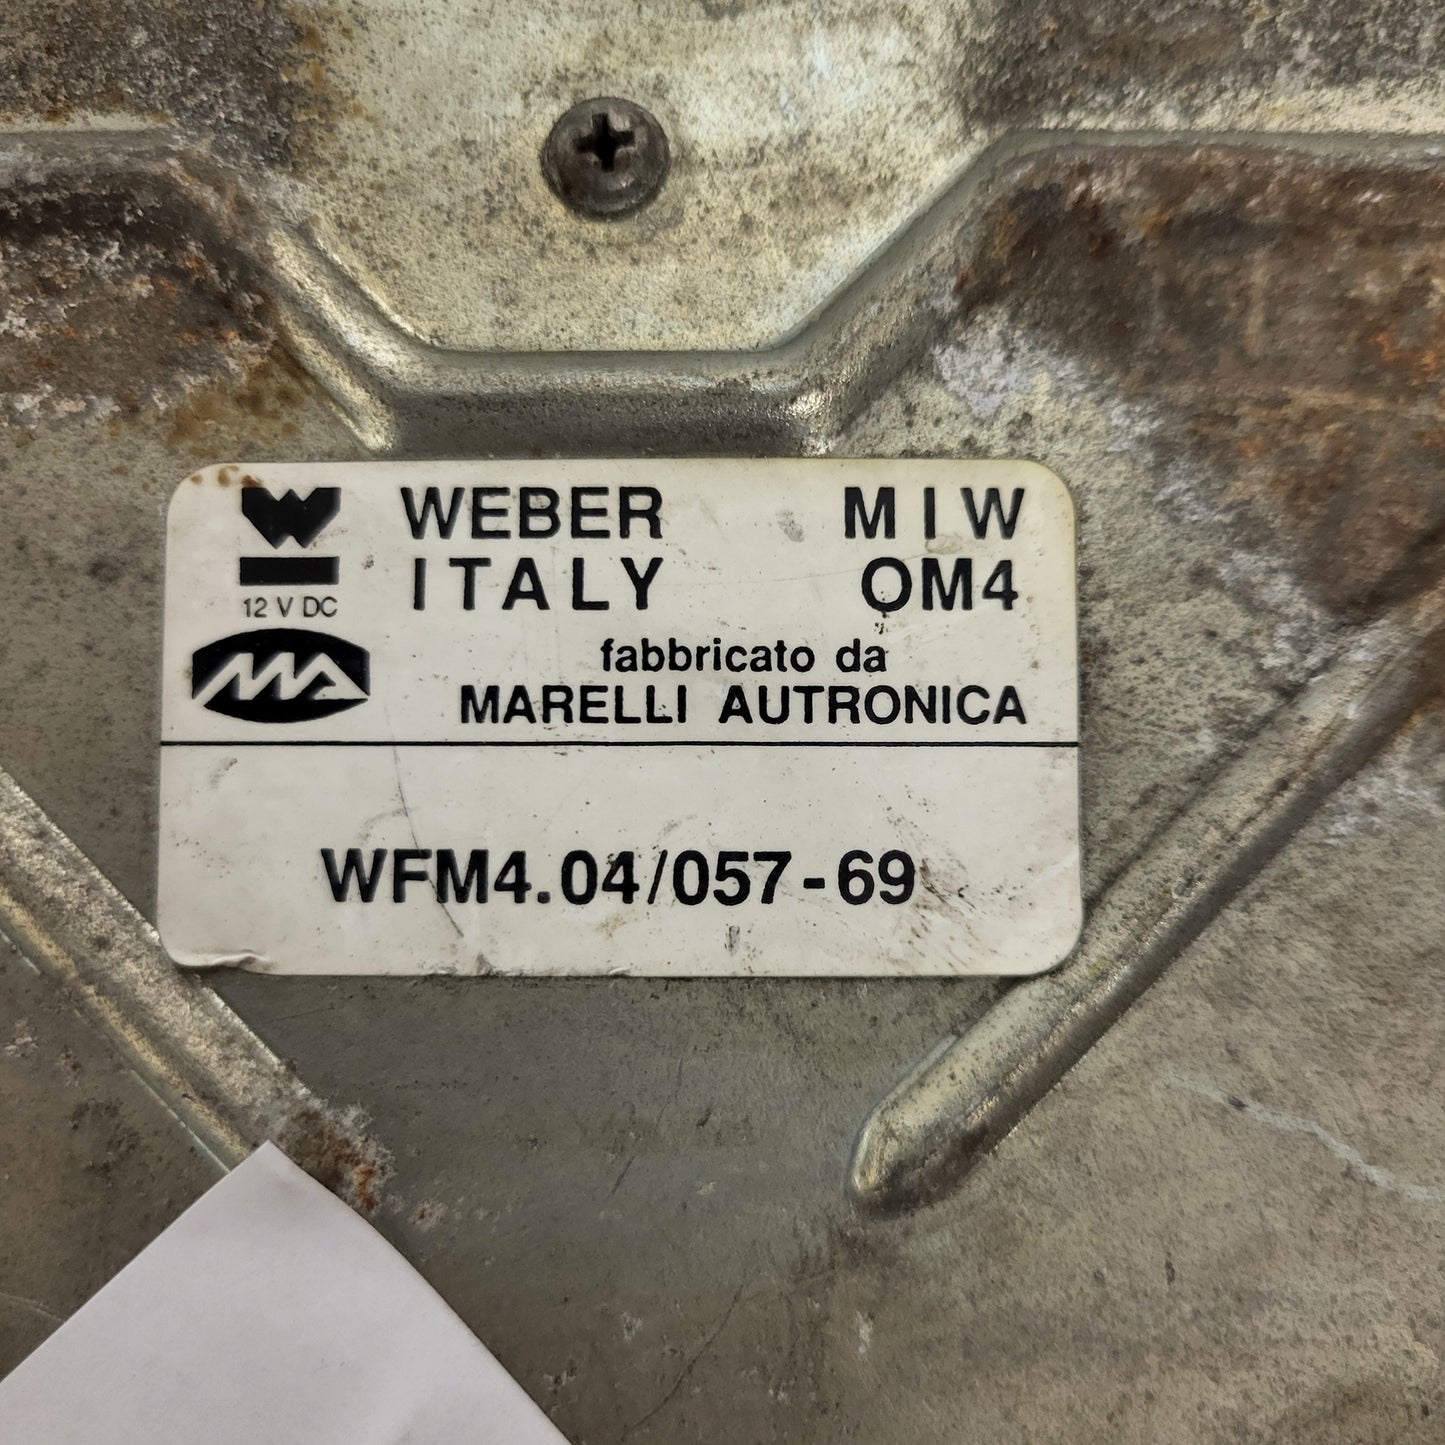 WEBER MIW
ITALY OM4
12 V DC
fabbricato da
MARELLI AUTRONICA
WFM4.04/057-69